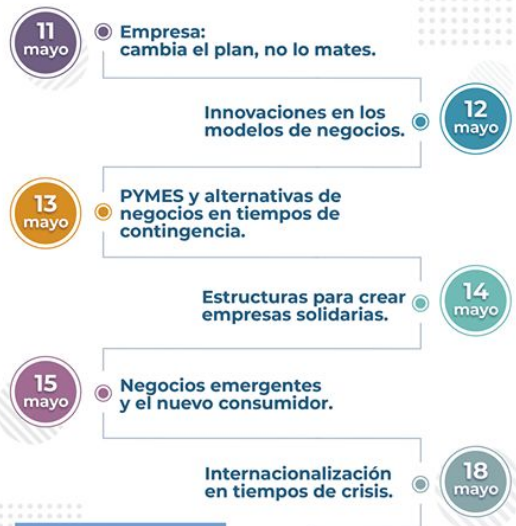 11
mayo
Empresa:
cambia el plan, no lo mates.
Innovaciones en los
modelos de negocios.
12
mayo
13
mayo
PYMES y alternativas de
negocios en tiempos de
contingencia.
Estructuras para crear
empresas solidarias.
14
mayo
15
mayo
Negocios emergentes
y el nuevo consumidor.
Internacionalización
en tiempos de crisis.
18
mayo